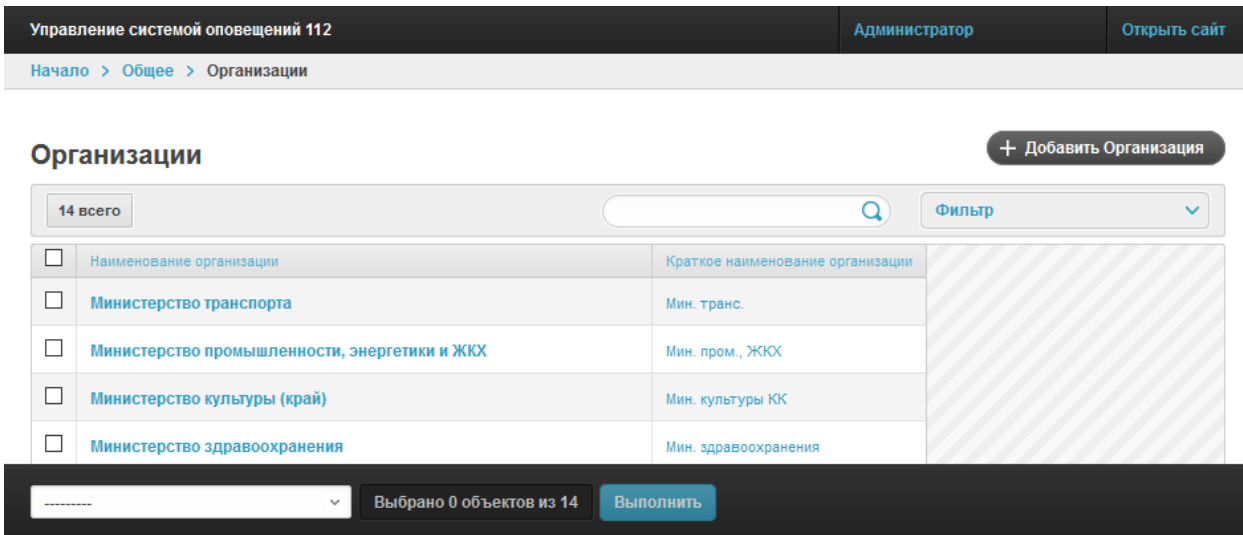 Управление системой оповещений 112 Администратор Открыть сайт
Начало > Общее > Организации
Организации + Добавить Организация
14 всего Фильтр
Наименование организации Краткое наименование организации
Министерство транспорта Мин. транс.
Министерство промышленности, энергетики и ЖКХ Мин. пром., ЖКХ
Министерство культуры (край) Мин. культуры КК
Министерство здравоохранения Мин. здравоохранения
--------- Выбрано 0 объектов из 14 Выполнить